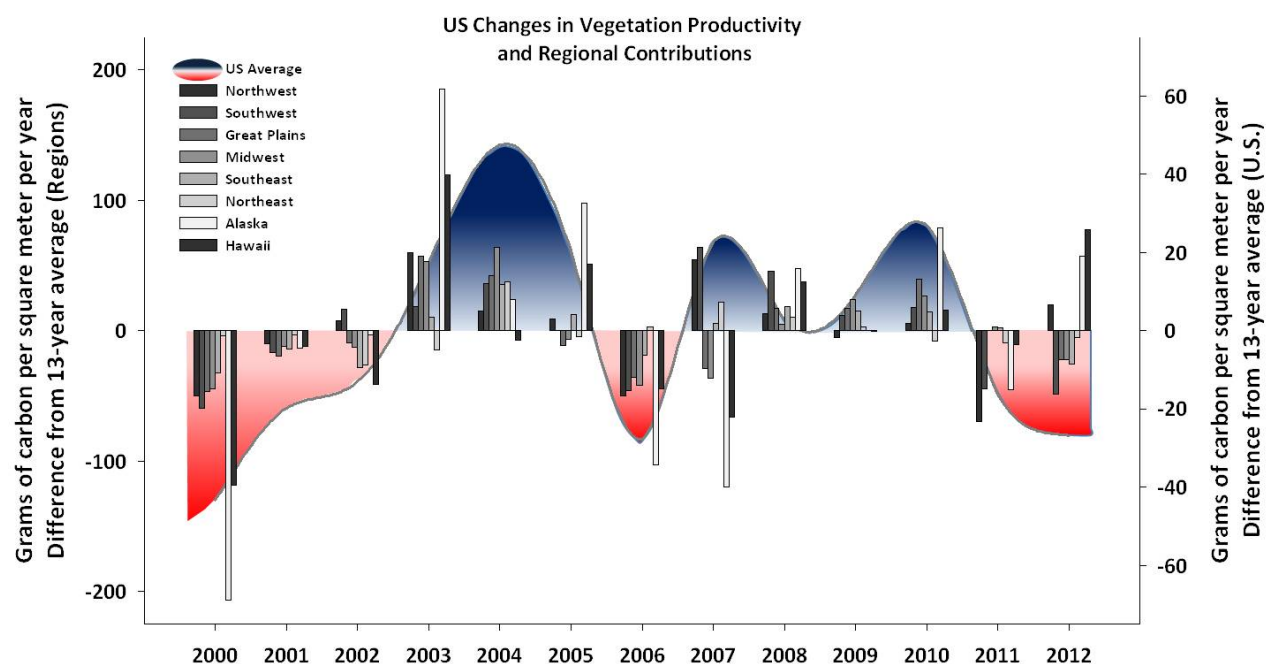 US Changes in Vegetation Productivity
and Regional Contributions
Grams of carbon per square meter per year
Difference from 13-year average (Regions)
200
100
0
-100
-200
US Average
Northwest
Southwest
Great Plains
Midwest
Southeast
Northeast
Alaska
Hawaii
60
40
20
0
-20
-40
-60
Grams of carbon per square meter per year
Difference from 13-year average (U.S.)
2000 2001 2002 2003 2004 2005 2006 2007 2008 2009 2010 2011 2012